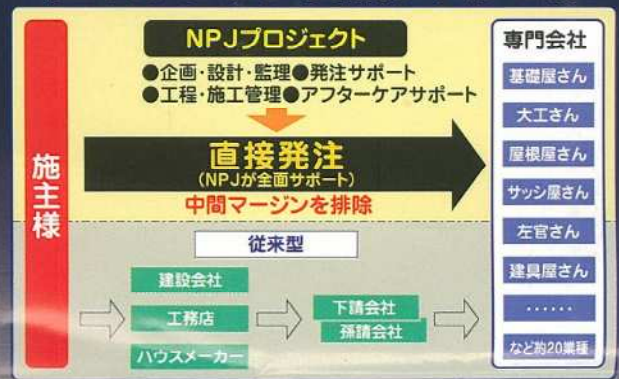 NPJプロジェクト
●企画・設計・監理●発注サポート
●工程・施工管理●アフターケアサポート
施主様
直接発注
(NPJが全面サポート)
中間マージンを排除
従来型
建設会社
工務店
ハウスメーカー
下請会社
孫請会社
専門会社
基礎屋さん
大工さん
屋根屋さん
サッシ屋さん
左官さん
建具屋さん
・・・・・・
など約20業種